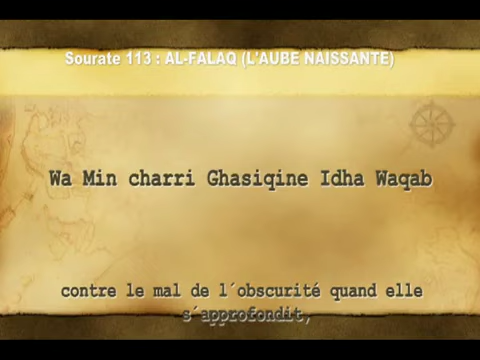 Sourate 113 : AL-FALAQ (L'AUBE NAISSANTE)
Wa Min charri Ghasiqine Idha Waqab
contre le mal de l´obscurité quand elle
s´approfondit,